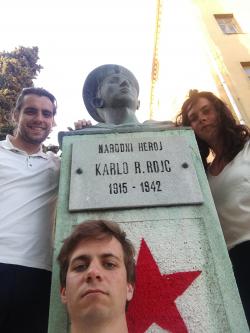 NARODNI HEROJ
KARLO R. ROJC
1915 - 1942